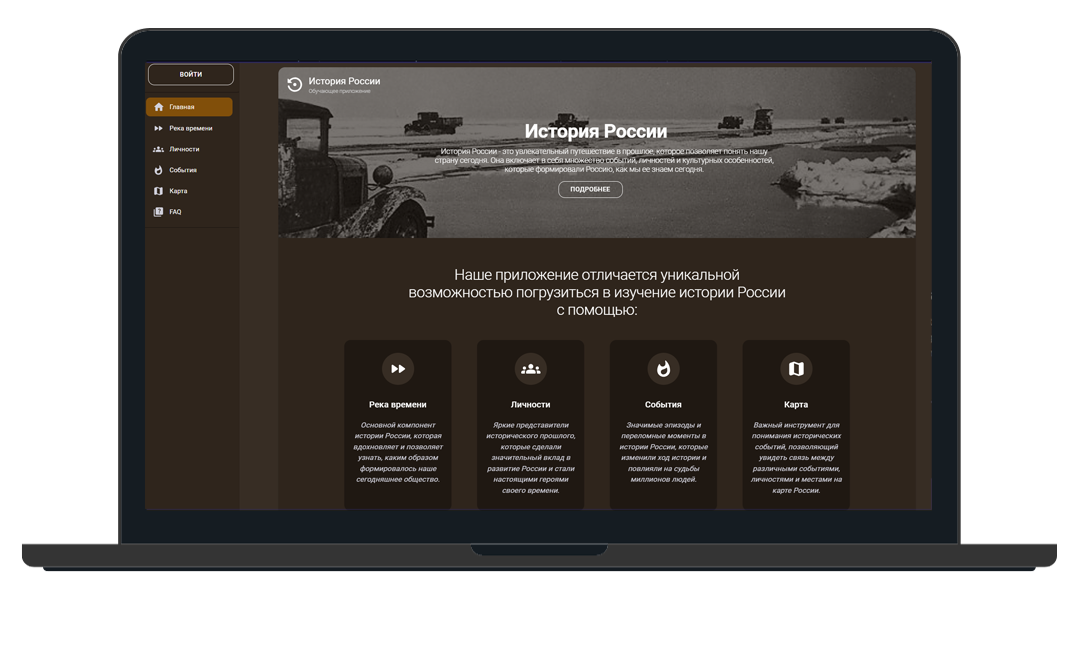 ВОЙТИ
Главная
Река времени
Личности
События
Карта
FAQ
История России
Обучающее приложение
История России
История России - это увлекательный путешествие в прошлое, которое позволяет понять нашу
страну сегодня. Она включает в себя множество событий, личностей и культурных особенностей,
которые формировали Россию, как мы ее знаем сегодня.
ПОДРОБНЕЕ
Наше приложение отличается уникальной
возможностью погрузиться в изучение истории России
с помощью:
Река времени
Основной компонент
истории России, которая
вдохновляет и позволяет
узнать, каким образом
формировалось наше
сегодняшнее общество.
Личности
Яркие представители
исторического прошлого,
которые сделали
значительный вклад в
развитие России и стали
настоящими героями
своего времени.
События
Значимые эпизоды и
переломные моменты в
истории России, которые
изменили ход истории и
повлияли на судьбы
миллионов людей.
Карта
Важный инструмент для
понимания исторических
событий, позволяющий
увидеть связь между
различными событиями,
личностями и местами на
карте России.